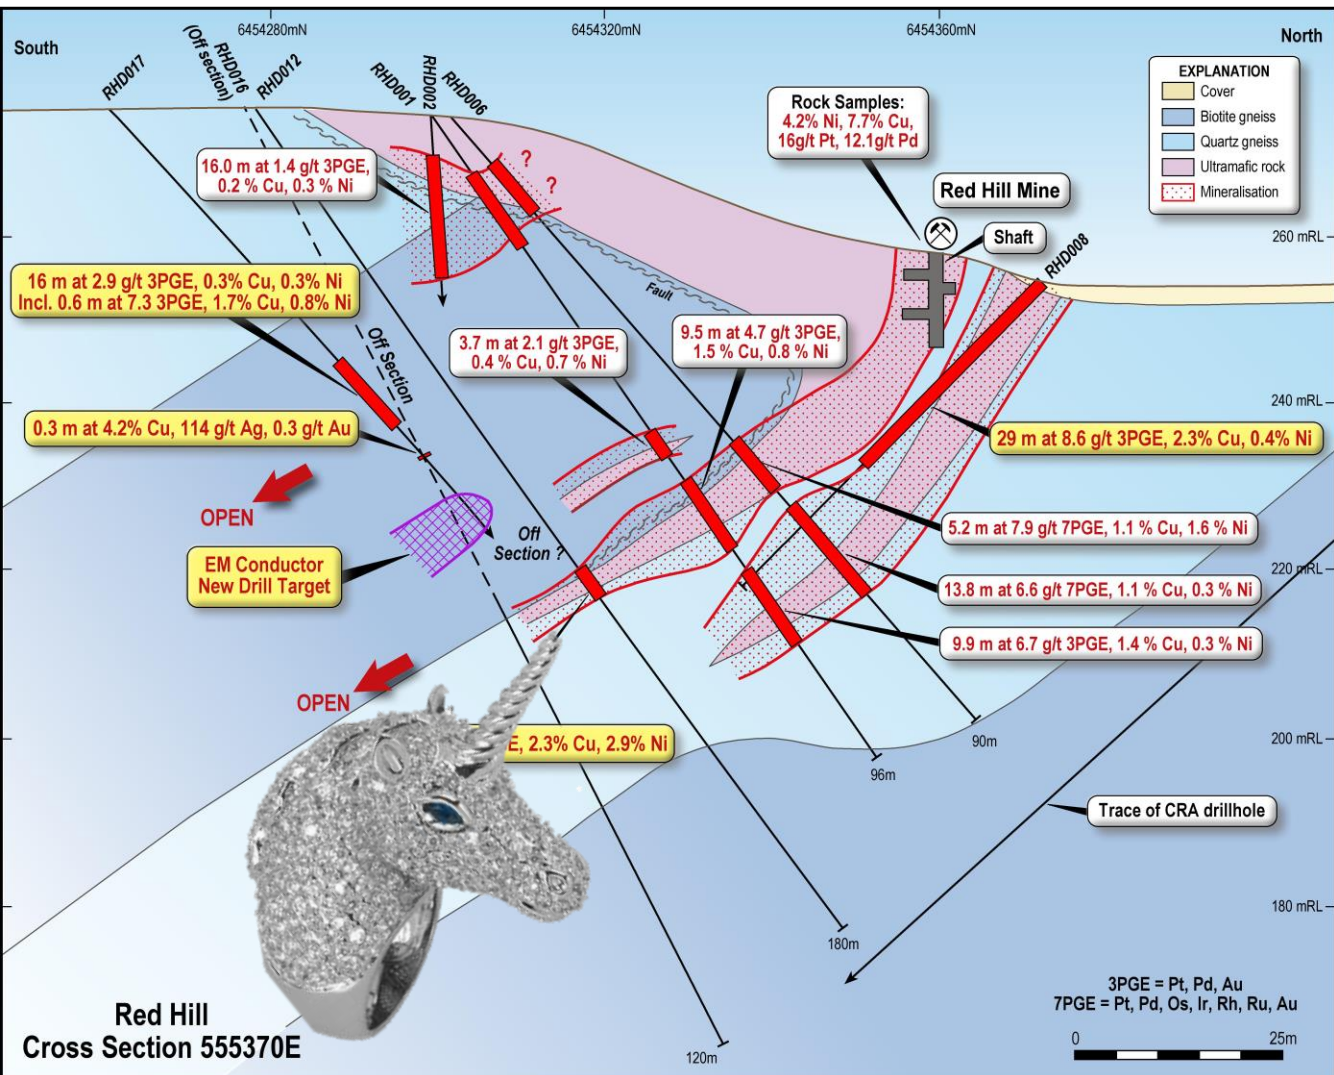 6454280mN
6454320mN
6454360mN
South
North
RHD017
RHD016
(Off section)
RHD012
RHD001
RHD002
RHD006
EXPLANATION
Cover
Biotite gneiss
Quartz gneiss
Ultramafic rock
Mineralisation
Rock Samples:
4.2% Ni, 7.7% Cu,
16g/t Pt, 12.1g/t Pd
16.0 m at 1.4 g/t 3PGE,
0.2 % Cu, 0.3 % Ni
?
?
Red Hill Mine
Shaft
RHD008
260 mRL
16 m at 2.9 g/t 3PGE, 0.3% Cu, 0.3% Ni
Incl. 0.6 m at 7.3 3PGE, 1.7% Cu, 0.8% Ni
Fault
Off Section
3.7 m at 2.1 g/t 3PGE,
0.4 % Cu, 0.7 % Ni
9.5 m at 4.7 g/t 3PGE,
1.5 % Cu, 0.8 % Ni
240 mRL
0.3 m at 4.2% Cu, 114 g/t Ag, 0.3 g/t Au
29 m at 8.6 g/t 3PGE, 2.3% Cu, 0.4% Ni
OPEN
5.2 m at 7.9 g/t 7PGE, 1.1 % Cu, 1.6 % Ni
Off
Section ?
EM Conductor
New Drill Target
220 mRL
13.8 m at 6.6 g/t 7PGE, 1.1 % Cu, 0.3 % Ni
9.9 m at 6.7 g/t 3PGE, 1.4 % Cu, 0.3 % Ni
OPEN
E, 2.3% Cu, 2.9% Ni
90m
200 mRL
96m
Trace of CRA drillhole
180 mRL
180m
3PGE = Pt, Pd, Au
7PGE = Pt, Pd, Os, Ir, Rh, Ru, Au
Red Hill
Cross Section 555370E
0
25m
120m